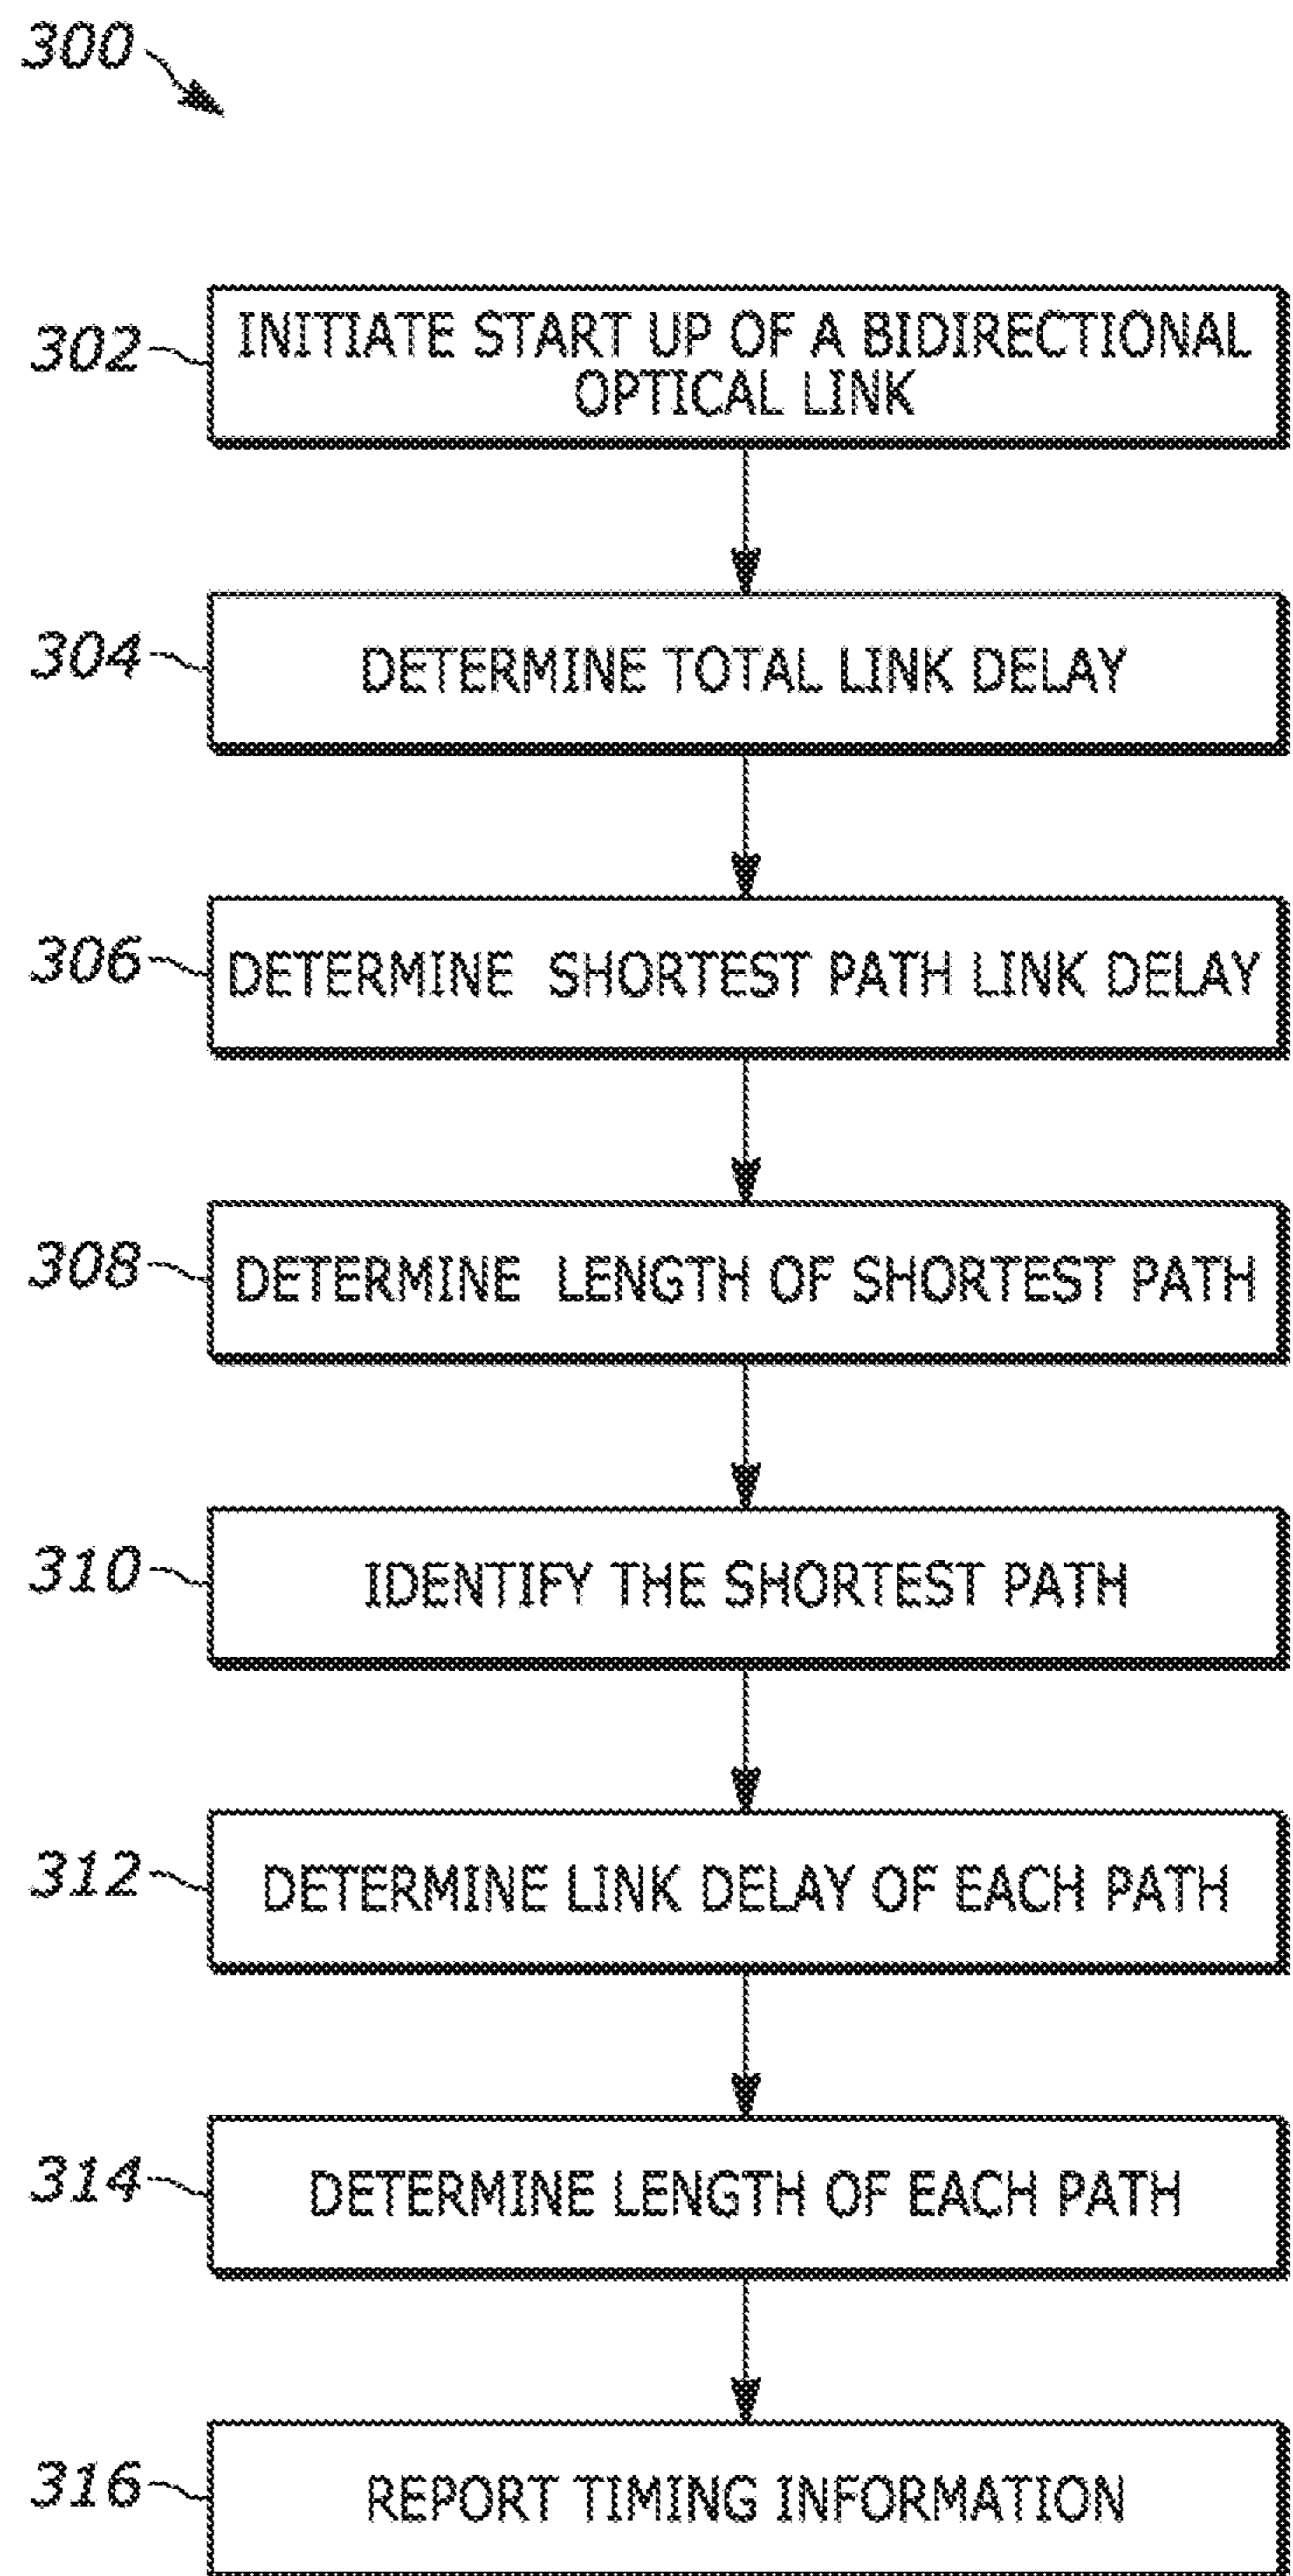 300
302
INITIATE START UP OF A BIDIRECTIONAL
OPTICAL LINK
304
DETERMINE TOTAL LINK DELAY
306
DETERMINE SHORTEST PATH LINK DELAY
308
DETERMINE LENGTH OF SHORTEST PATH
310
IDENTIFY THE SHORTEST PATH
312
DETERMINE LINK DELAY OF EACH PATH
314
DETERMINE LENGTH OF EACH PATH
316
REPORT TIMING INFORMATION